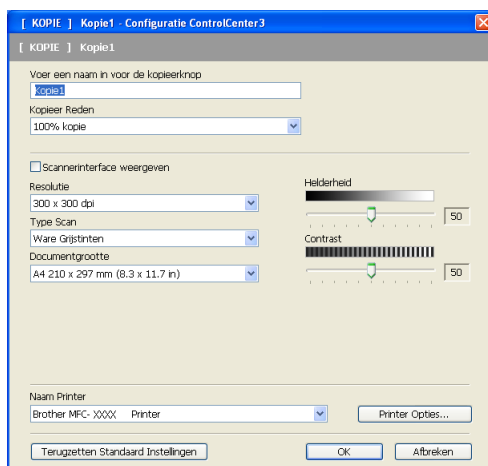 [ KOPIE ] Kopie1 - Configuratie ControlCenter3
[ KOPIE ] Kopie1
Voer een naam in voor de kopieerknop
Kopie1
Kopieer Reden
100% kopie
Scannerinterface weergeven
Resolutie
300 x 300 dpi
Type Scan
Ware Grijstinten
Documentgrootte
A4 210 x 297 mm (8.3 x 11.7 in)
Helderheid
50
Contrast
50
Naam Printer
Brother MFC- XXXX Printer
Printer Opties...
Terugzetten Standaard Instellingen
OK
Afbreken